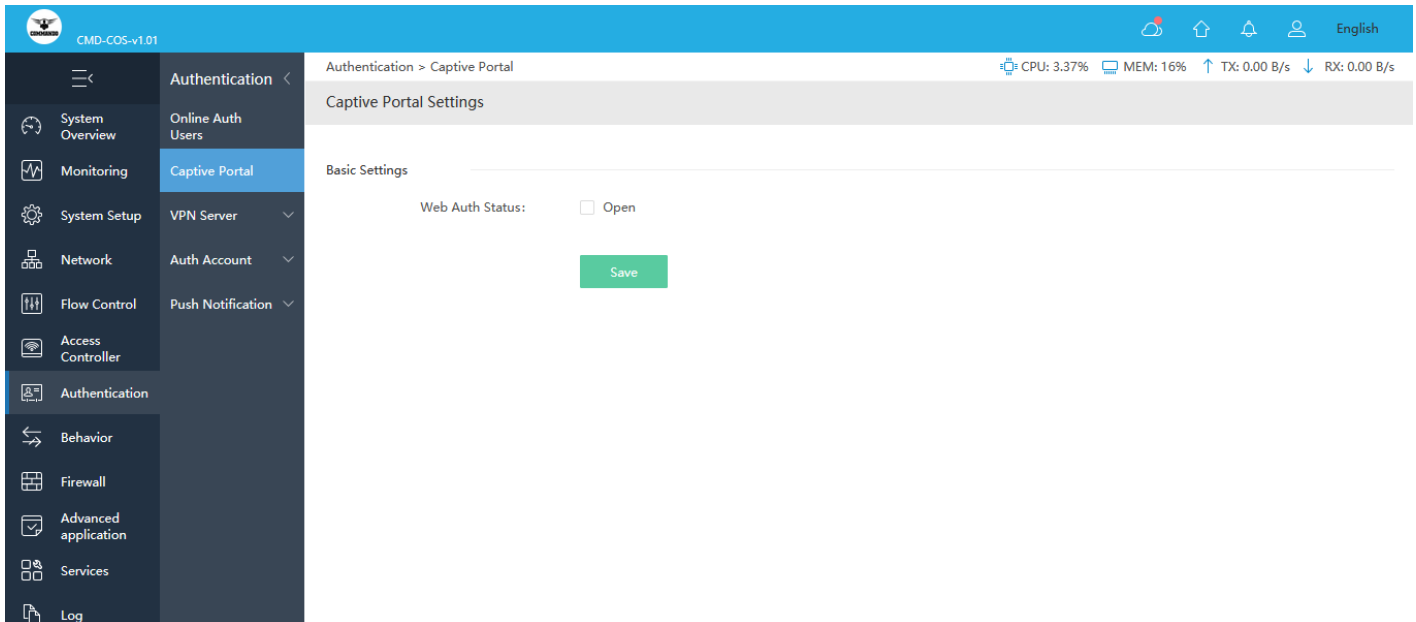 COMMANDO
CMD-COS-v1.01
English
System Overview
Monitoring
System Setup
Network
Flow Control
Access Controller
Authentication
Behavior
Firewall
Advanced application
Services
Log
Authentication
Online Auth Users
Captive Portal
VPN Server
Auth Account
Push Notification
Authentication > Captive Portal
CPU: 3.37% MEM: 16% TX: 0.00 B/s RX: 0.00 B/s
Captive Portal Settings
Basic Settings
Web Auth Status: Open
Save